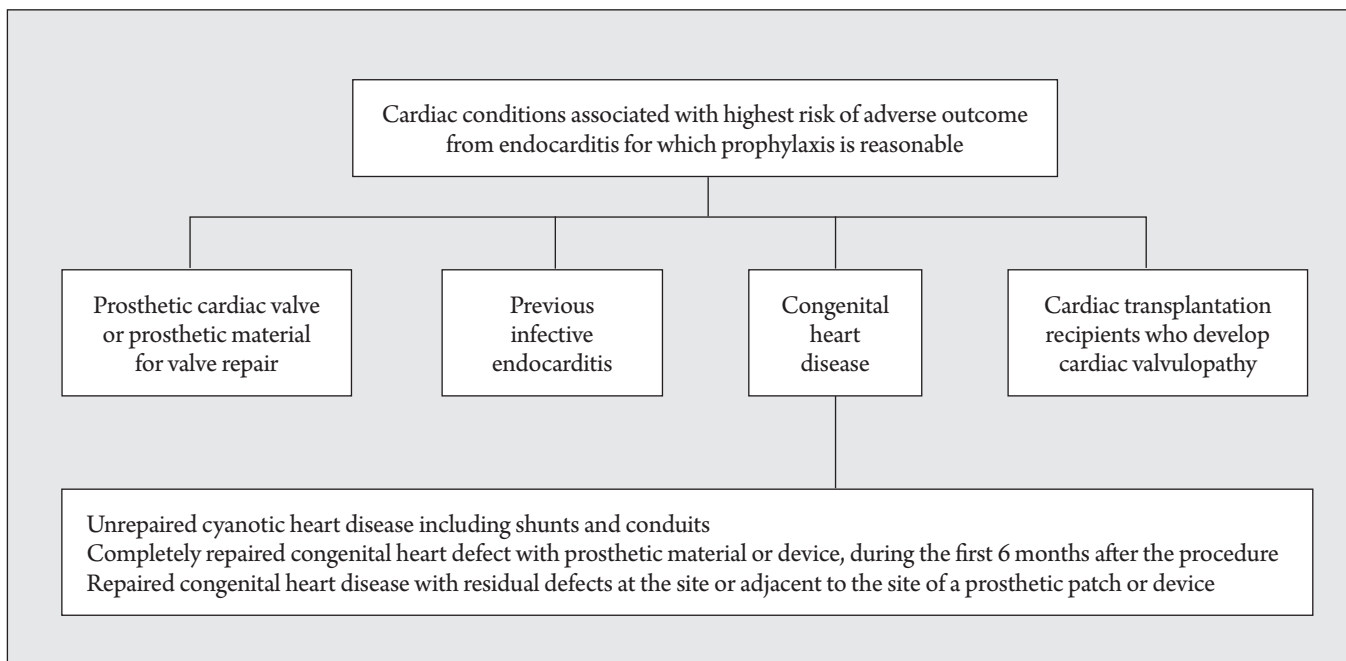 Cardiac conditions associated with highest risk of adverse outcome
from endocarditis for which prophylaxis is reasonable
Prosthetic cardiac valve
or prosthetic material
for valve repair
Previous
infective
endocarditis
Congenital
heart
disease
Cardiac transplantation
recipients who develop
cardiac valvulopathy
Unrepaired cyanotic heart disease including shunts and conduits
Completely repaired congenital heart defect with prosthetic material or device, during the first 6 months after the procedure
Repaired congenital heart disease with residual defects at the site or adjacent to the site of a prosthetic patch or device